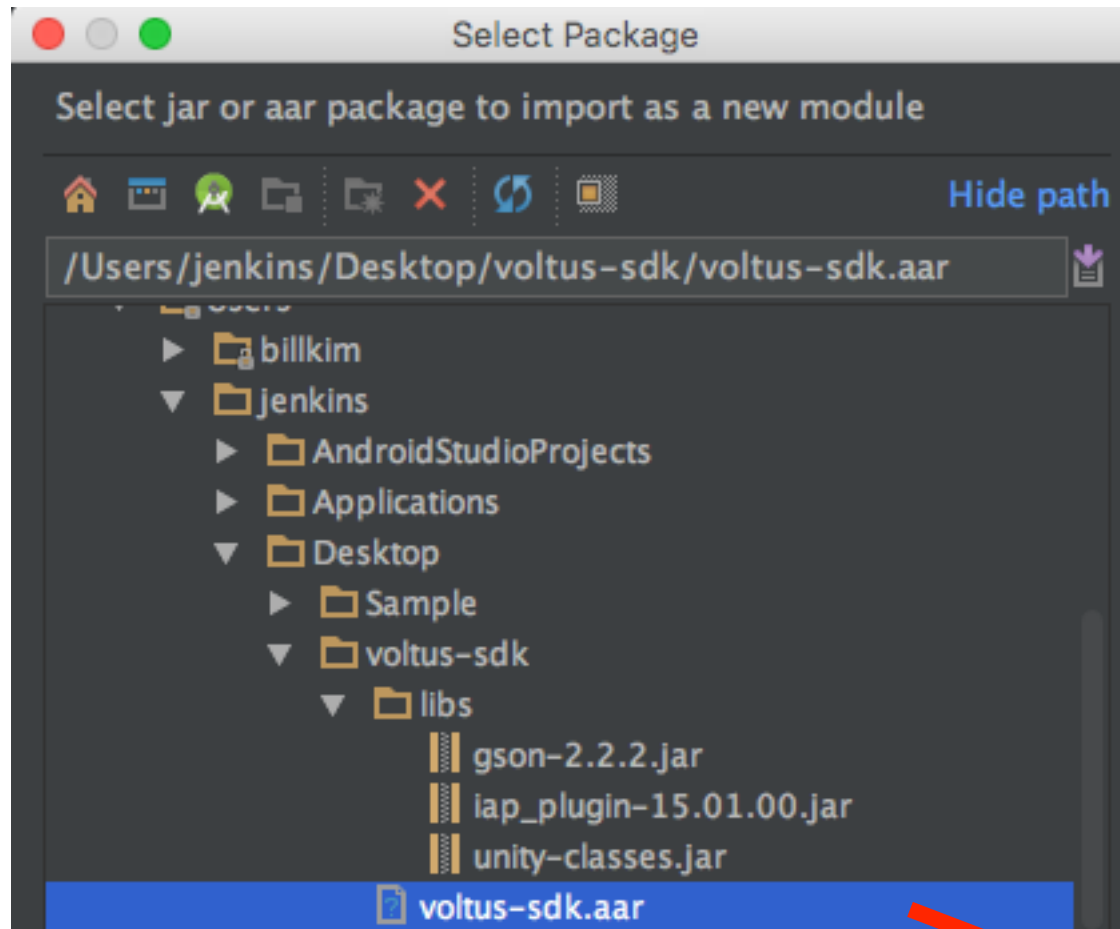 Select Package
Select jar or aar package to import as a new module
Hide path
/Users/jenkins/Desktop/voltus-sdk/voltus-sdk.aar
users
billkim
jenkins
AndroidStudioProjects
Applications
Desktop
Sample
voltus-sdk
libs
gson-2.2.2.jar
iap_plugin-15.01.00.jar
unity-classes.jar
voltus-sdk.aar